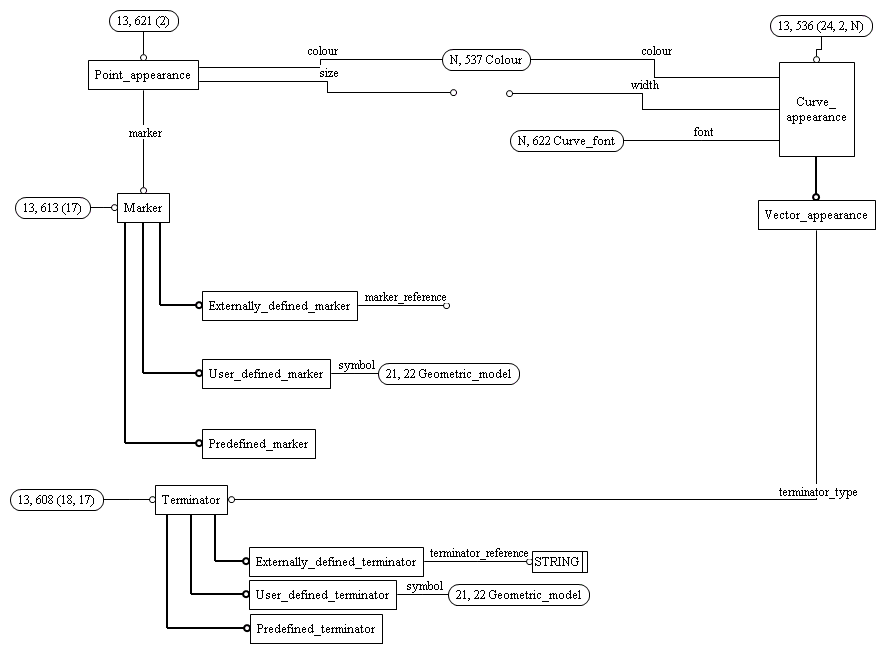 13, 621 (2)
13, 536 (24, 2, N)
colour
N, 537 Colour
colour
Point_appearance
size
width
Curve_
appearance
marker
N, 622 Curve_font
font
13, 613 (17)
Marker
Vector_appearance
Externally_defined_marker
marker_reference
User_defined_marker
symbol
21, 22 Geometric_model
Predefined_marker
13, 608 (18, 17)
Terminator
terminator_type
Externally_defined_terminator
terminator_reference
STRING
User_defined_terminator
symbol
21, 22 Geometric_model
Predefined_terminator